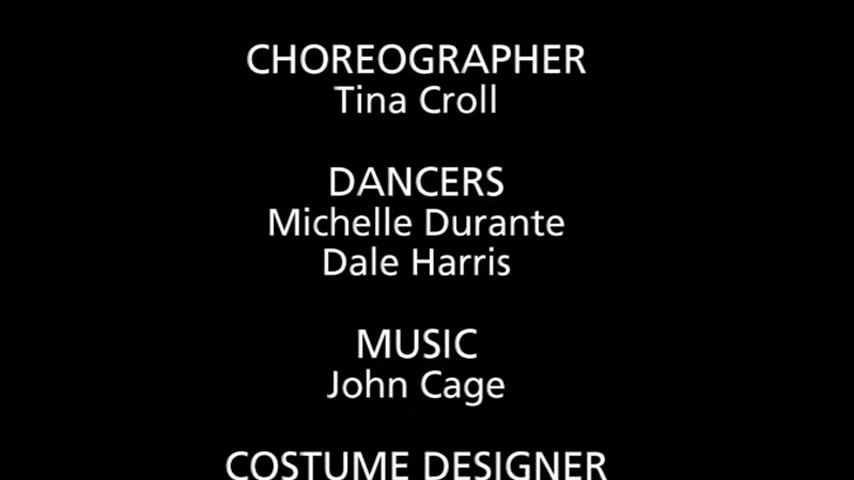 CHOREOGRAPHER
Tina Croll
DANCERS
Michelle Durante
Dale Harris
MUSIC
John Cage
COSTUME DESIGNER